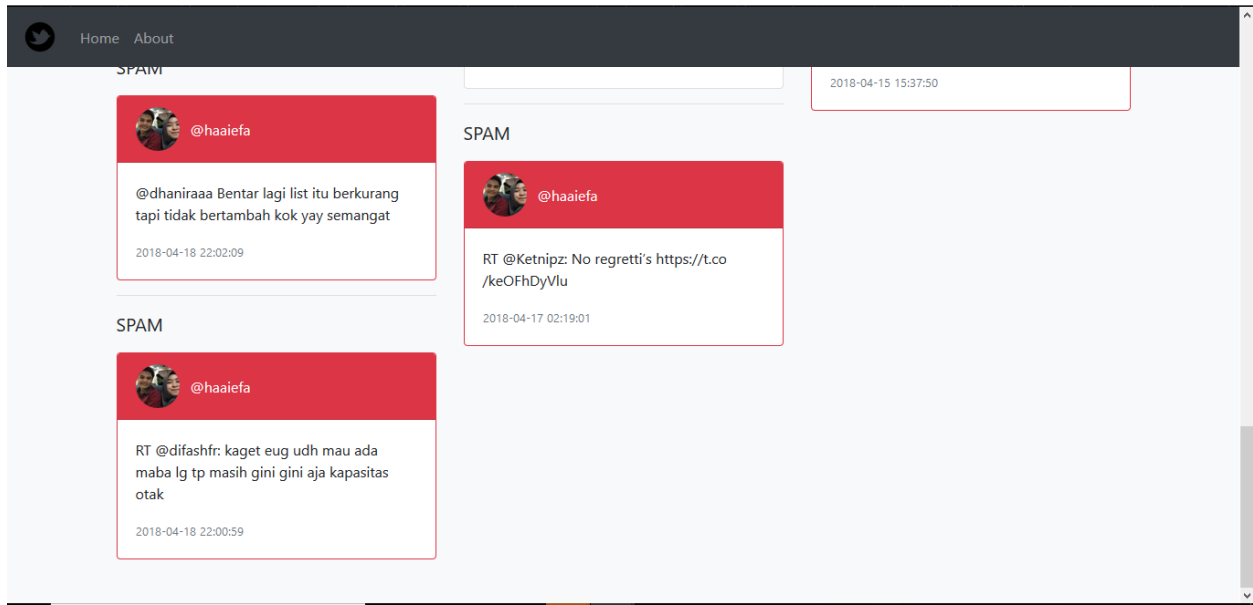 Home About
SPAM
@haaiefa
@dhaniraaa Bentar lagi list itu berkurang
tapi tidak bertambah kok yay semangat
2018-04-18 22:02:09
SPAM
@haaiefa
RT @difashfr: kaget eug udh mau ada
maba lg tp masih gini gini aja kapasitas
otak
2018-04-18 22:00:59
SPAM
@haaiefa
RT @Ketnipz: No regretti’s https://t.co
/keOFhDyVlu
2018-04-17 02:19:01
2018-04-15 15:37:50